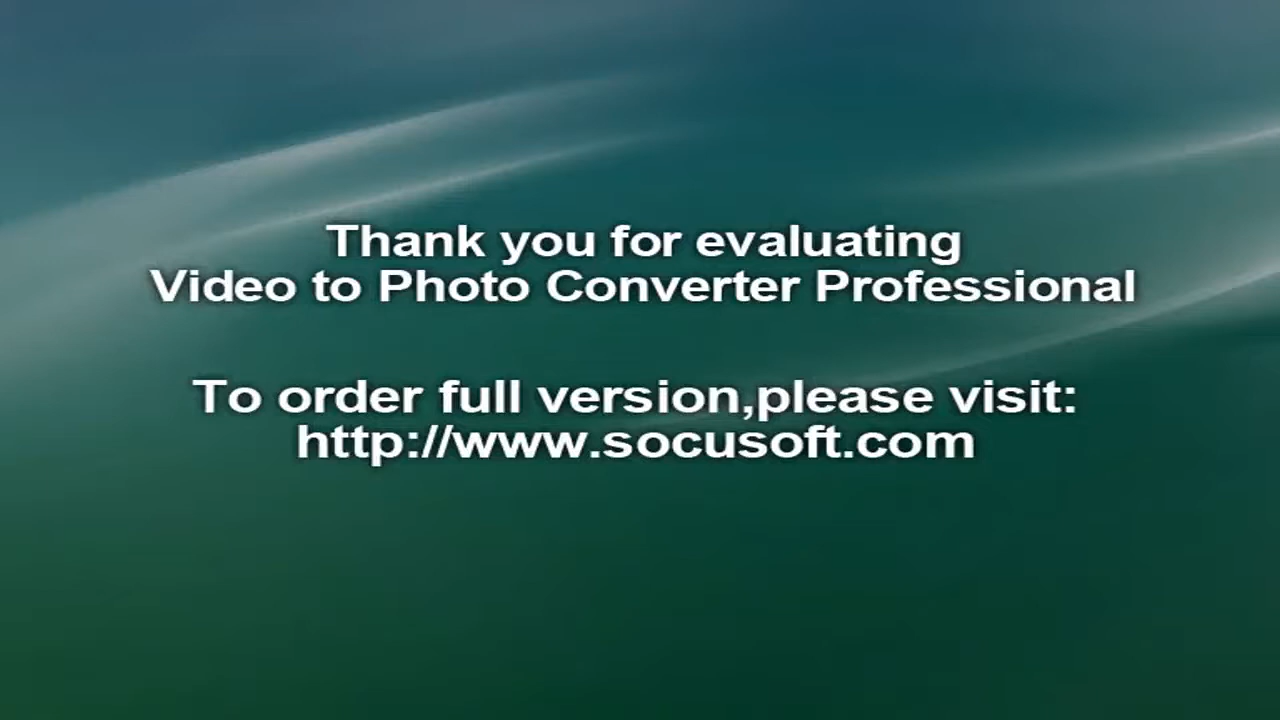 Thank you for evaluating
Video to Photo Converter Professional
To order full version,please visit:
http://www.socusoft.com